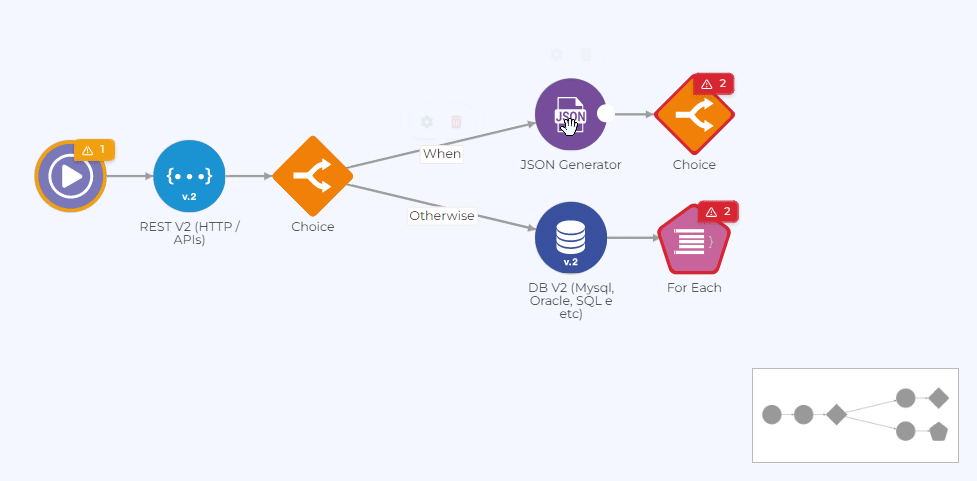 1
{•••}
v.2
REST V2 (HTTP /
APIs)
Choice
When
Otherwise
JSON
JSON Generator
2
Choice
v.2
DB V2 (Mysql,
Oracle, SQL e
etc)
2
For Each